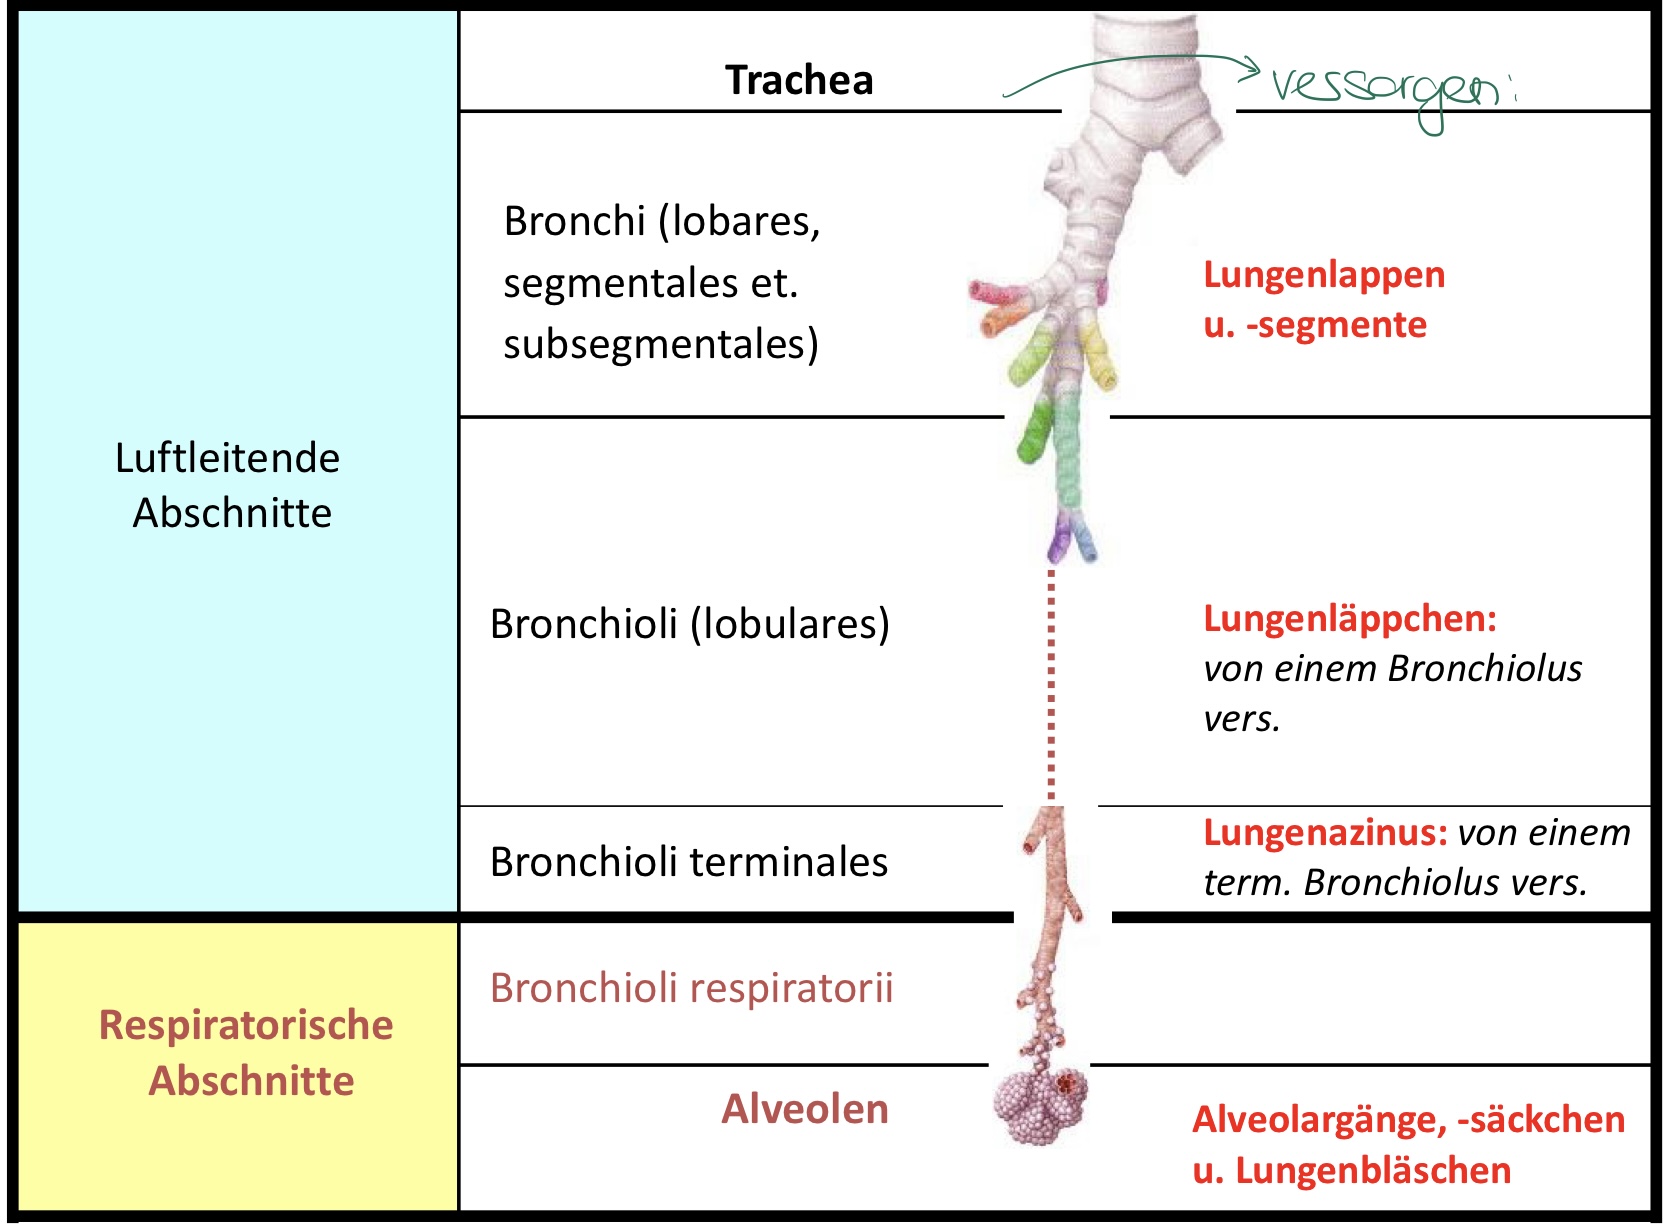 Trachea
vessorgen:
Bronchi (lobares,
segmentales et.
subsegmentales)
Lungenlappen
u. -segmente
Luftleitende
Abschnitte
Bronchioli (lobulares)
Lungenläppchen:
von einem Bronchiolus
vers.
Bronchioli terminales
Lungenazinus: von einem
term. Bronchiolus vers.
Respiratorische
Abschnitte
Bronchioli respiratorii
Alveolen
Alveolargänge, -säckchen
u. Lungenbläschen